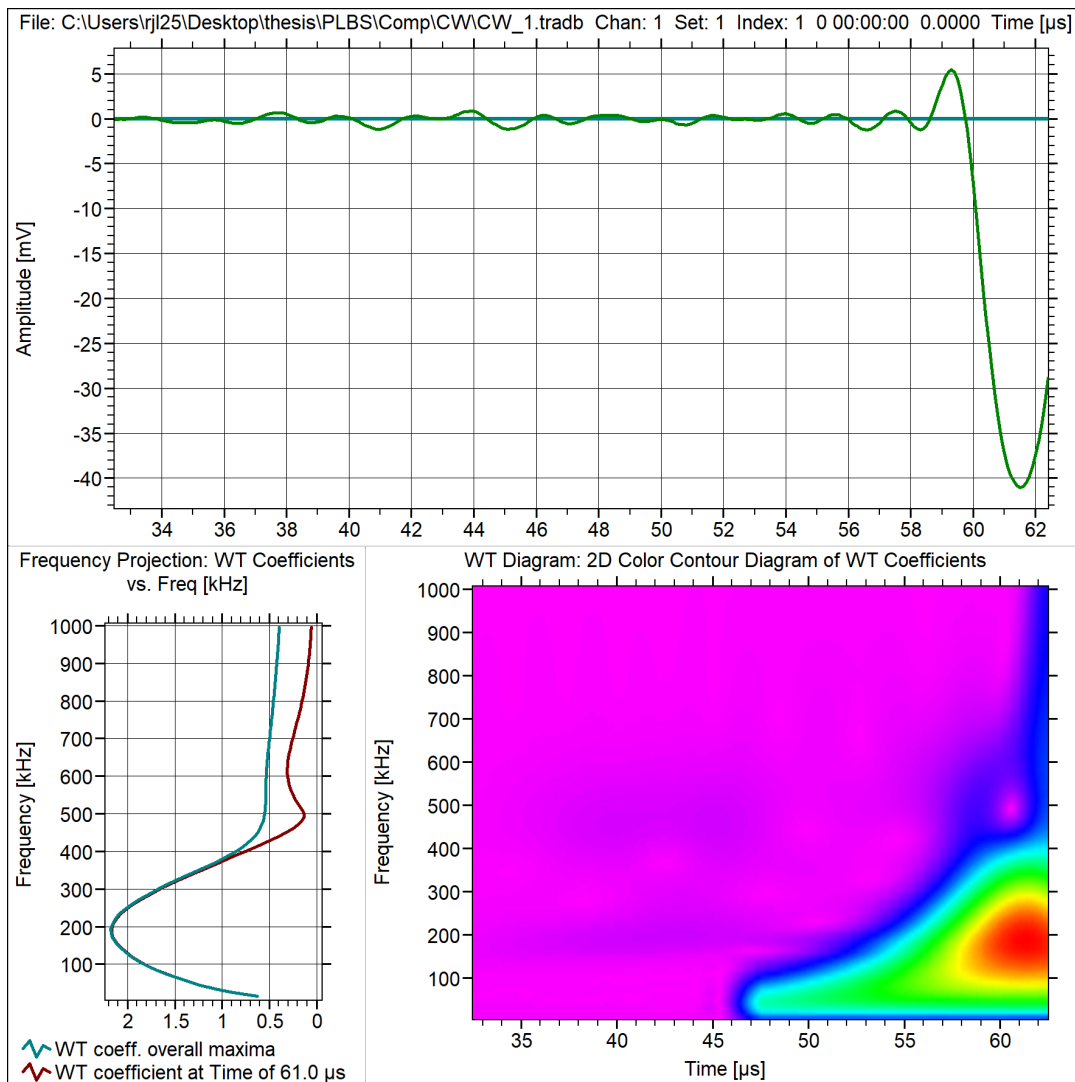 File: C:\Users\rjl25\Desktop\thesis\PLBS\Comp\CW\CW_1.tradb Chan: 1 Set: 1 Index: 1 0 00:00:00 0.0000 Time [µs]
5
0
-5
-10
-15
-20
-25
-30
-35
-40
Amplitude [mV]
34 36 38 40 42 44 46 48 50 52 54 56 58 60 62
Frequency Projection: WT Coefficients
vs. Freq [kHz]
1000
900
800
700
600
500
400
300
200
100
Frequency [kHz]
2 1.5 1 0.5 0
WT coeff. overall maxima
WT coefficient at Time of 61.0 µs
WT Diagram: 2D Color Contour Diagram of WT Coefficients
1000
900
800
700
600
500
400
300
200
100
Frequency [kHz]
35 40 45 50 55 60
Time [µs]